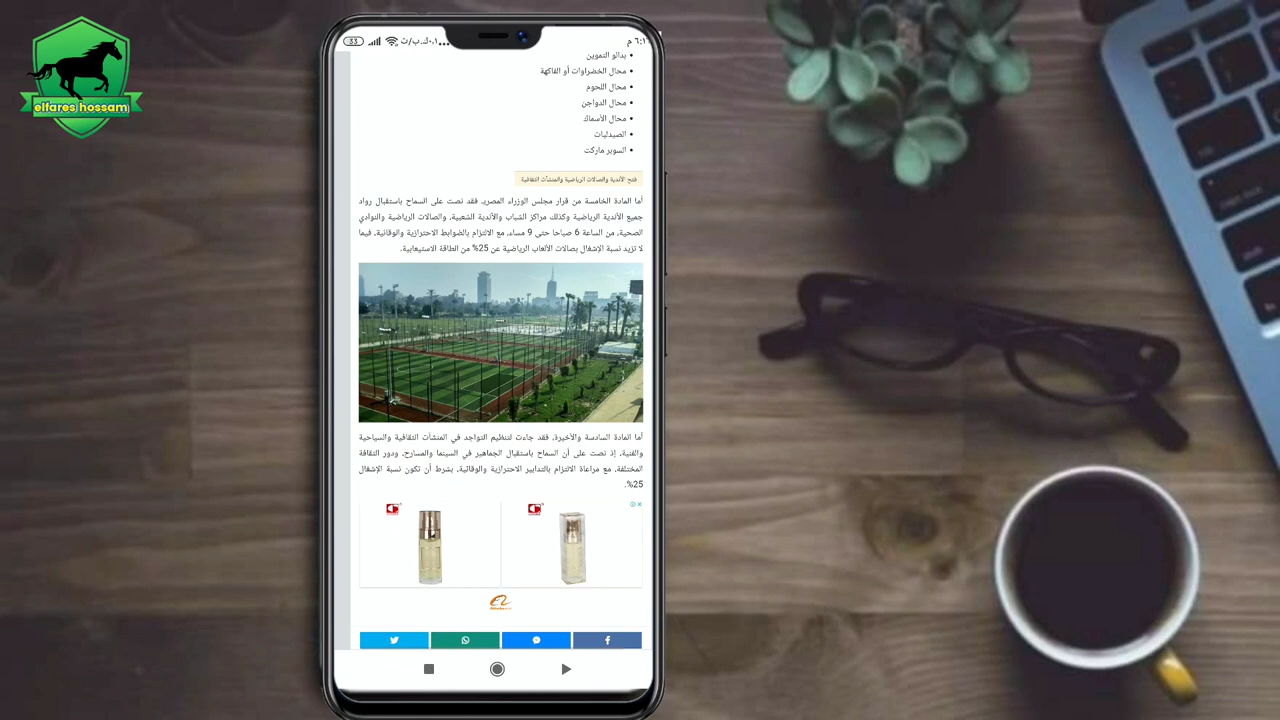 elfares hossam
33
٠.١ك.ب/ث...
٦:١٦ م
بدالو التموين
محال الخضراوات أو الفاكهة
محال اللحوم
محال الدواجن
محال الأسماك
الصيدليات
السوبر ماركت
فتح الأندية والصالات الرياضية والمنشآت الثقافية
أما المادة الخامسة من قرار مجلس الوزراء المصري، فقد نصت على السماح باستقبال رواد
جميع الأندية الرياضية وكذلك مراكز الشباب والأندية الشعبية، والصالات الرياضية والنوادي
الصحية، من الساعة 6 صباحا حتى 9 مساء، مع الالتزام بالضوابط الاحترازية والوقائية، فيما
لا تزيد نسبة الإشغال بصالات الألعاب الرياضية عن 25% من الطاقة الاستيعابية.
أما المادة السادسة والأخيرة، فقد جاءت لتنظيم التواجد في المنشآت الثقافية والسياحية
والفنية، إذ نصت على أن السماح باستقبال الجماهير في السينما والمسارح، ودور الثقافة
المختلفة، مع مراعاة الالتزام بالتدابير الاحترازية والوقائية، بشرط أن تكون نسبة الإشغال
25%.